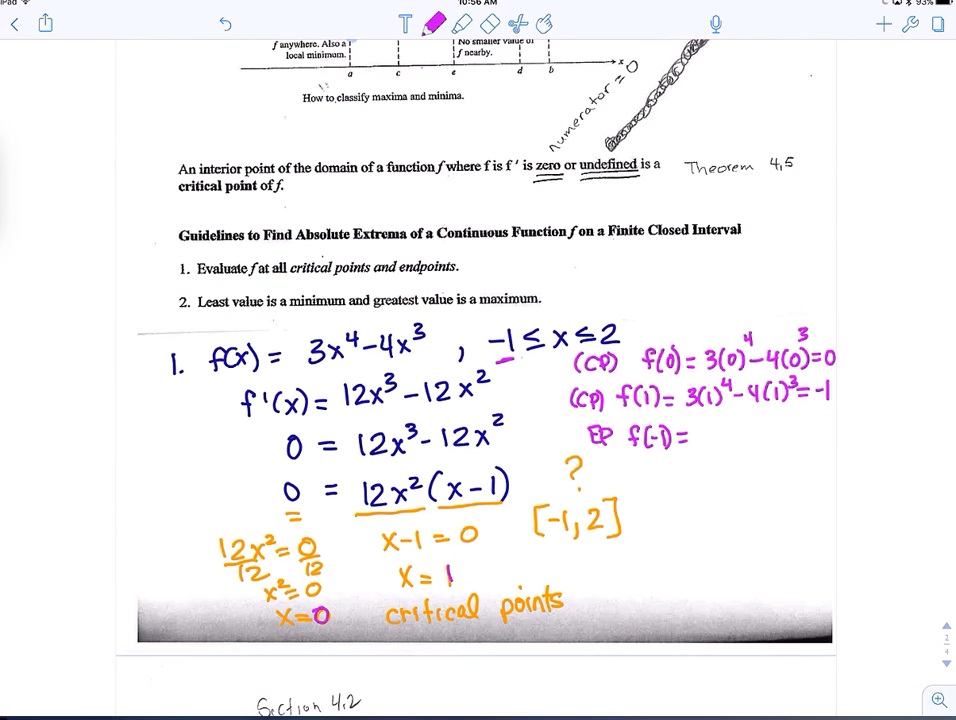 10:56 AM
93%
f anywhere. Also a
local minimum.
No smaller value of
f nearby.
a c e d b x
How to classify maxima and minima.
numerator = 0
An interior point of the domain of a function f where f is f ' is zero or undefined is a
critical point of f.
Theorem 4,5
Guidelines to Find Absolute Extrema of a Continuous Function f on a Finite Closed Interval
1. Evaluate f at all critical points and endpoints.
2. Least value is a minimum and greatest value is a maximum.
1. f(x) = 3x⁴-4x³ , -1 ≤ x ≤ 2
(CP) f(0) = 3(0)⁴-4(0)³=0
f'(x) = 12x³-12x²
(CP) f(1) = 3(1)⁴-4(1)³=-1
0 = 12x³-12x²
EP f(-1) =
0 = 12x²(x-1)
?
=
[-1, 2]
12x² = 0
12 12
x-1 = 0
x² = 0
x = 1
x = 0
critical points
2
4
Section 4.2